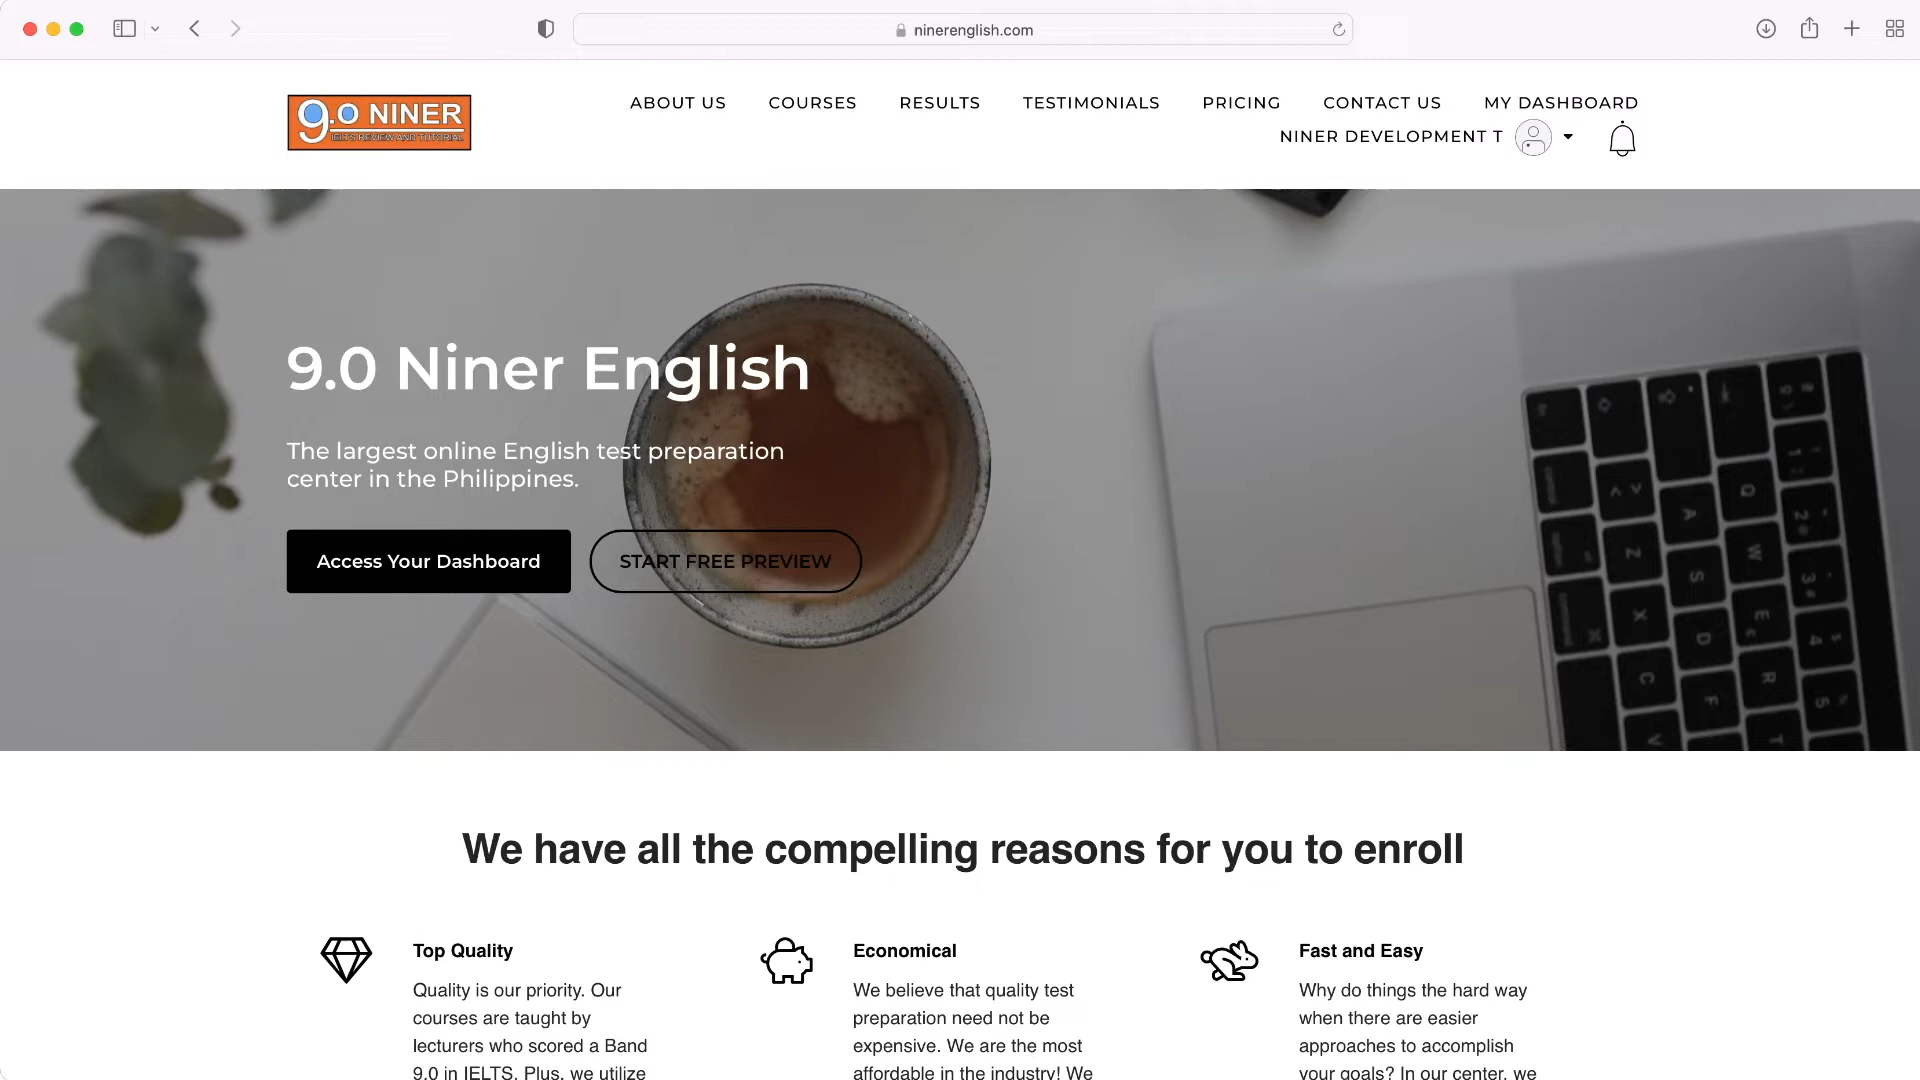 ninerenglish.com
9.0 NINER
IELTS REVIEW AND TUTORIAL
ABOUT US
COURSES
RESULTS
TESTIMONIALS
PRICING
CONTACT US
MY DASHBOARD
NINER DEVELOPMENT T
9.0 Niner English
The largest online English test preparation
center in the Philippines.
Access Your Dashboard
START FREE PREVIEW
We have all the compelling reasons for you to enroll
Top Quality
Quality is our priority. Our
courses are taught by
lecturers who scored a Band
9.0 in IELTS. Plus, we utilize
Economical
We believe that quality test
preparation need not be
expensive. We are the most
affordable in the industry! We
Fast and Easy
Why do things the hard way
when there are easier
approaches to accomplish
your goals? In our center, we